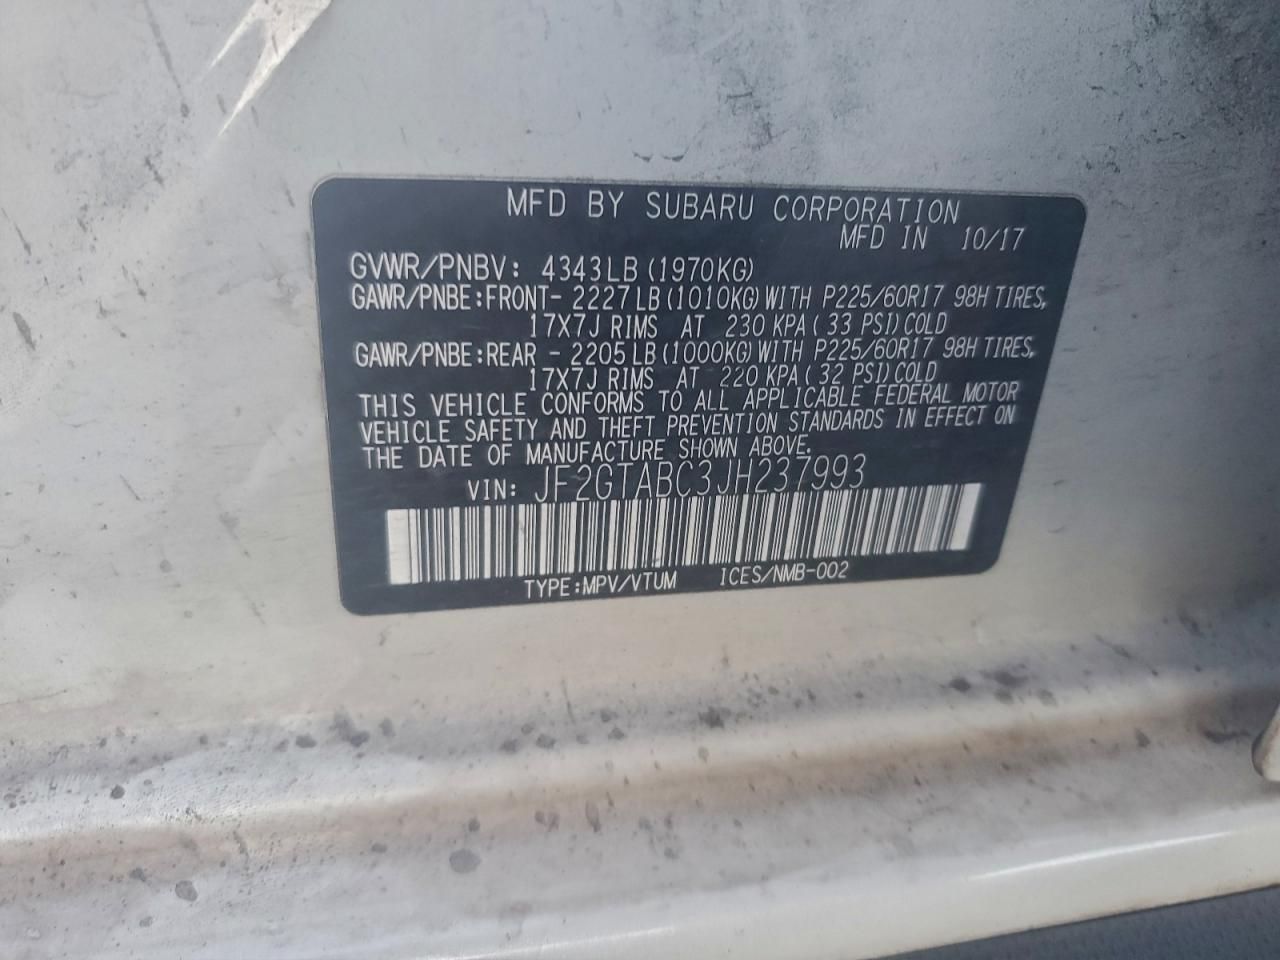 MFD BY SUBARU CORPORATION
MFD IN 10/17
GVWR/PNBV: 4343LB (1970KG)
GAWR/PNBE:FRONT- 2227LB (1010KG) WITH P225/60R17 98H TIRES,
17X7J RIMS AT 230 KPA ( 33 PSI) COLD
GAWR/PNBE:REAR - 2205LB (1000KG) WITH P225/60R17 98H TIRES,
17X7J RIMS AT 220 KPA ( 32 PSI) COLD
THIS VEHICLE CONFORMS TO ALL APPLICABLE FEDERAL MOTOR
VEHICLE SAFETY AND THEFT PREVENTION STANDARDS IN EFFECT ON
THE DATE OF MANUFACTURE SHOWN ABOVE.
VIN: JF2GTABC3JH237993
TYPE:MPV/VTUM ICES/NMB-002